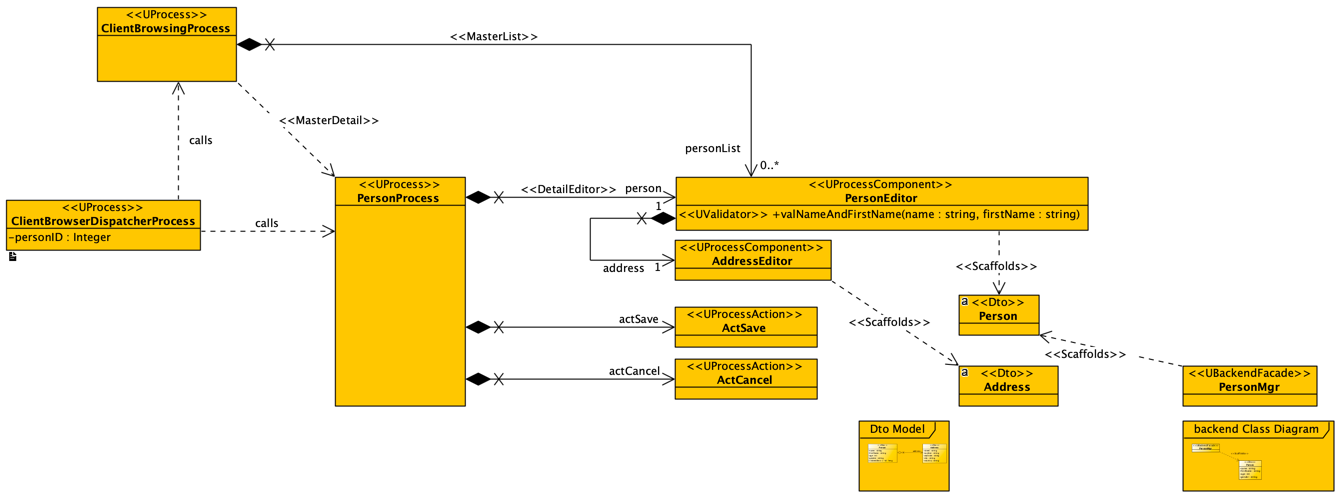 <<UProcess>>
ClientBrowsingProcess
<<MasterList>>
<<MasterDetail>>
calls
personList
0..*
<<UProcess>>
PersonProcess
<<DetailEditor>>
person
1
<<UProcessComponent>>
PersonEditor
<<UValidator>> +valNameAndFirstName(name : string, firstName : string)
<<UProcess>>
ClientBrowserDispatcherProcess
-personID : Integer
calls
<<UProcessComponent>>
AddressEditor
address
1
<<Scaffolds>>
a
<<Dto>>
Person
<<UProcessAction>>
ActSave
actSave
<<Scaffolds>>
<<Scaffolds>>
<<UProcessAction>>
ActCancel
actCancel
a
<<Dto>>
Address
<<UBackendFacade>>
PersonMgr
Dto Model
backend Class Diagram